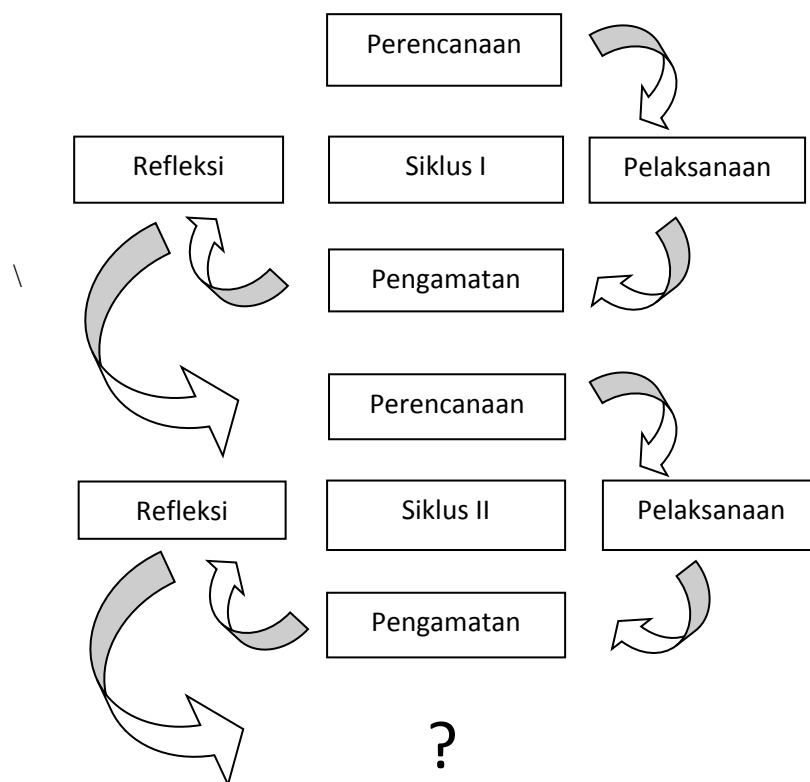 Perencanaan
Refleksi
Siklus I
Pelaksanaan
\
Pengamatan
Perencanaan
Refleksi
Siklus II
Pelaksanaan
Pengamatan
?